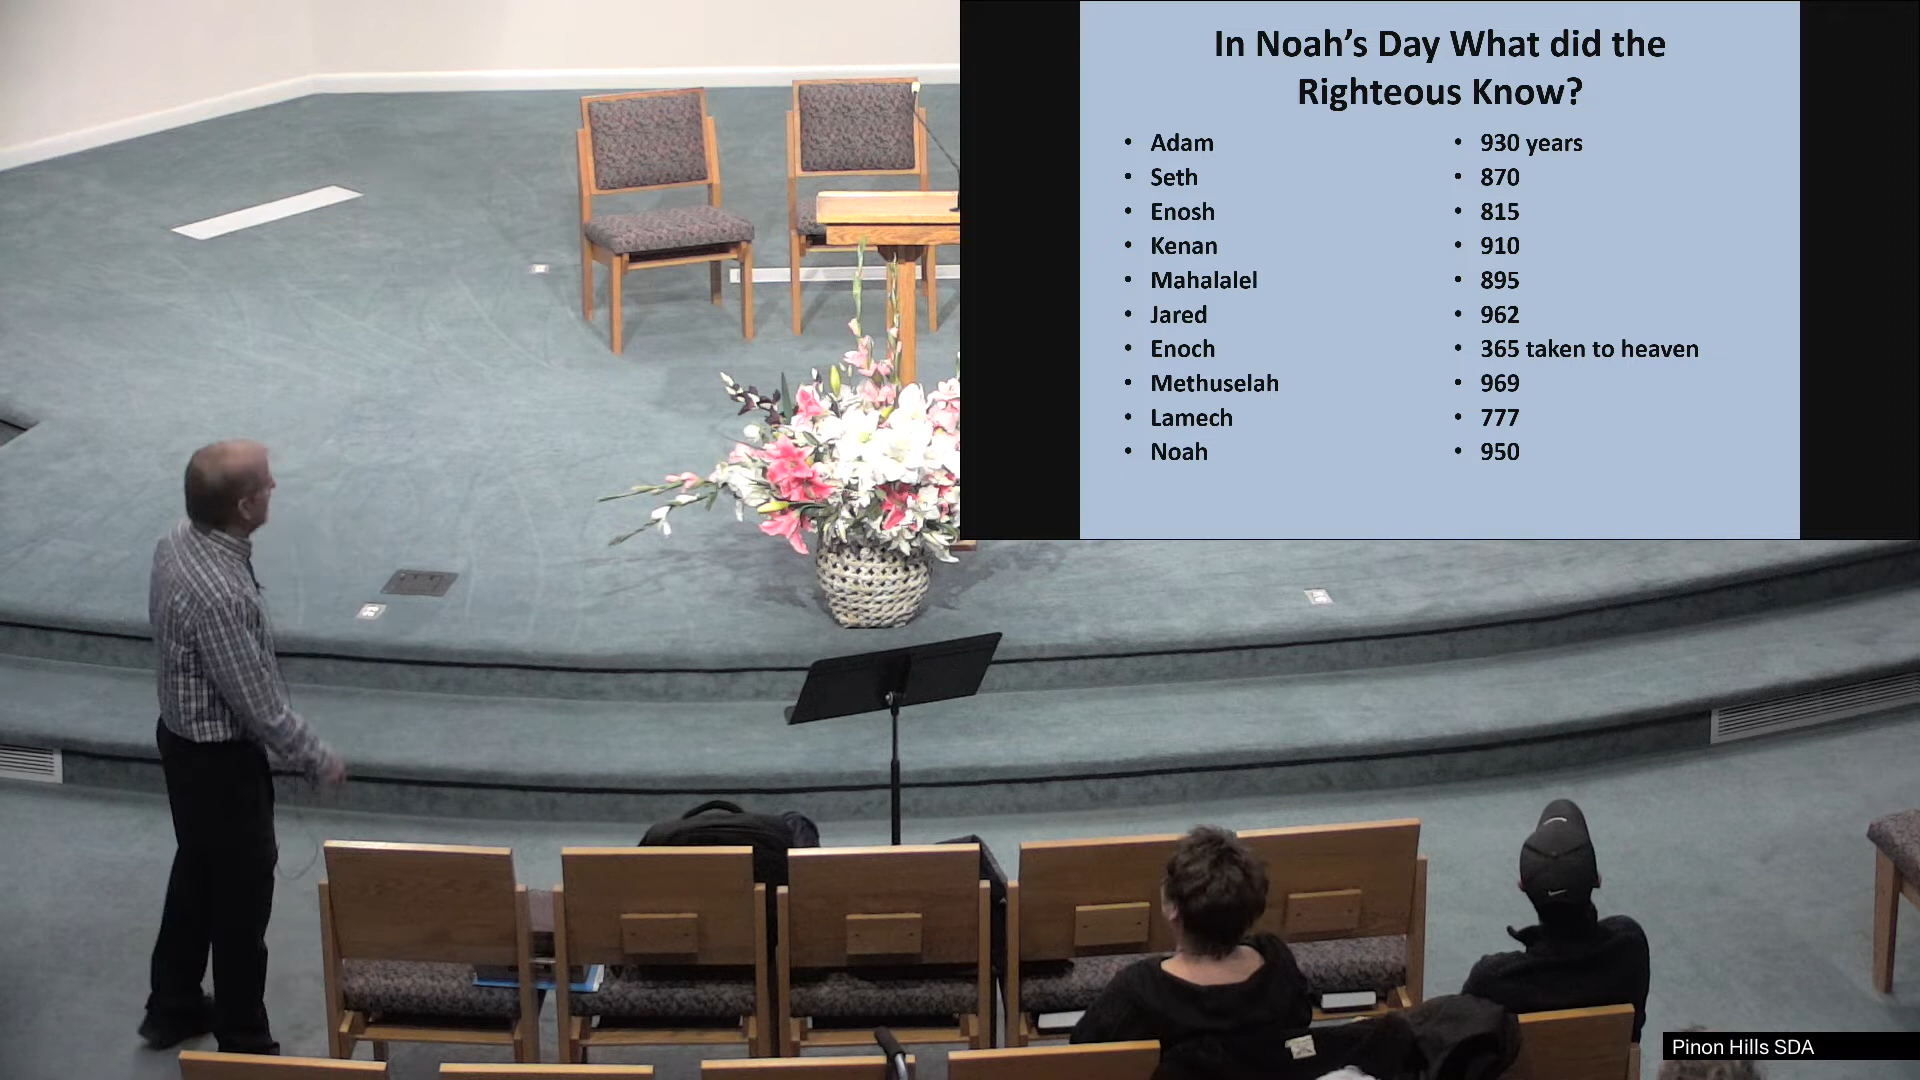 In Noah's Day What did the
Righteous Know?
• Adam
• Seth
• Enosh
• Kenan
• Mahalalel
• Jared
• Enoch
• Methuselah
• Lamech
• Noah
• 930 years
• 870
• 815
• 910
• 895
• 962
• 365 taken to heaven
• 969
• 777
• 950
Pinon Hills SDA